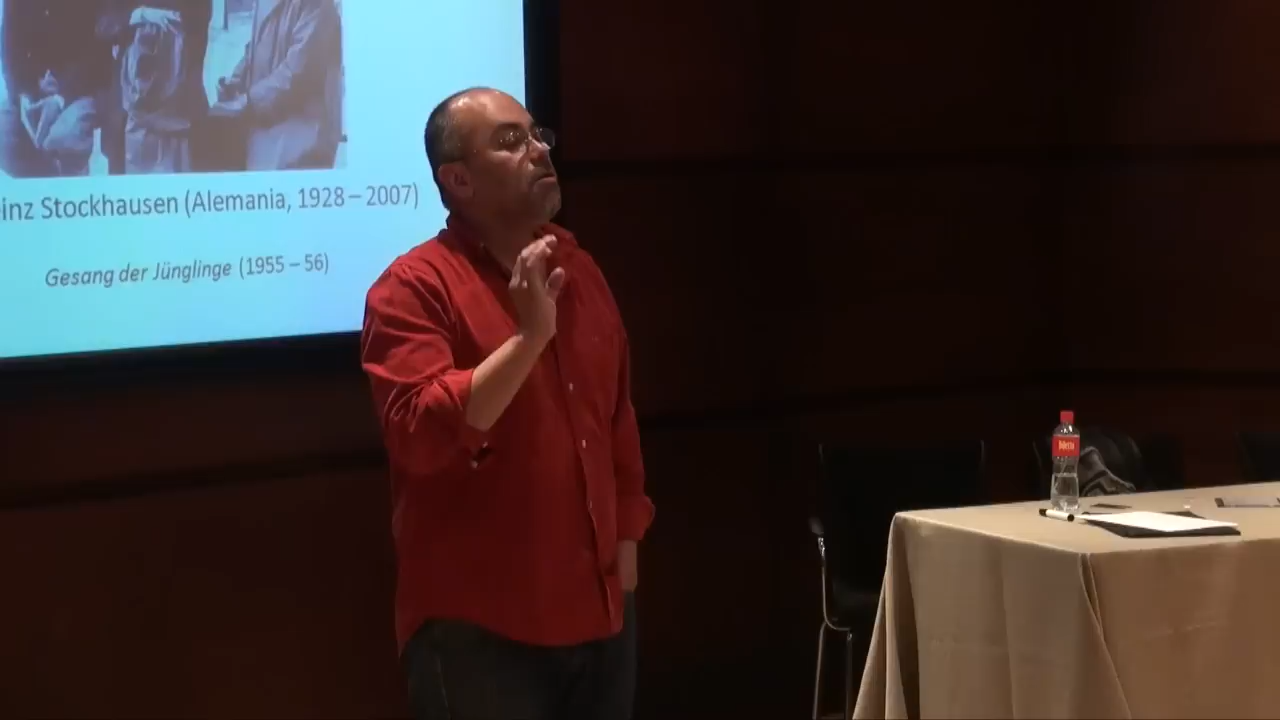 inz Stockhausen (Alemania, 1928 – 2007)
Gesang der Jünglinge (1955 – 56)